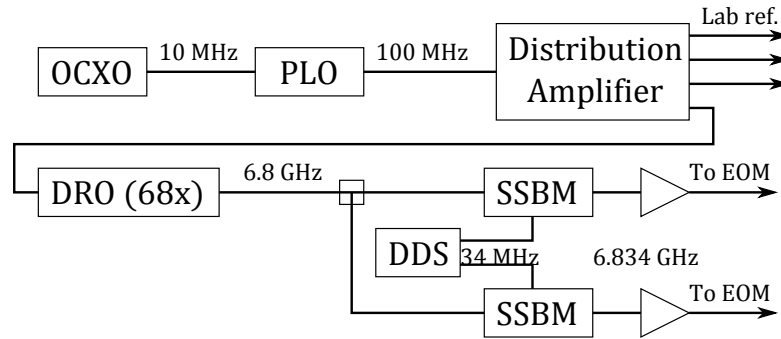 Lab ref.
10 MHz
100 MHz
Distribution
Amplifier
OCXO
PLO
6.8 GHz
To EOM
DRO (68x)
SSBM
DDS
34 MHz
6.834 GHz
To EOM
SSBM